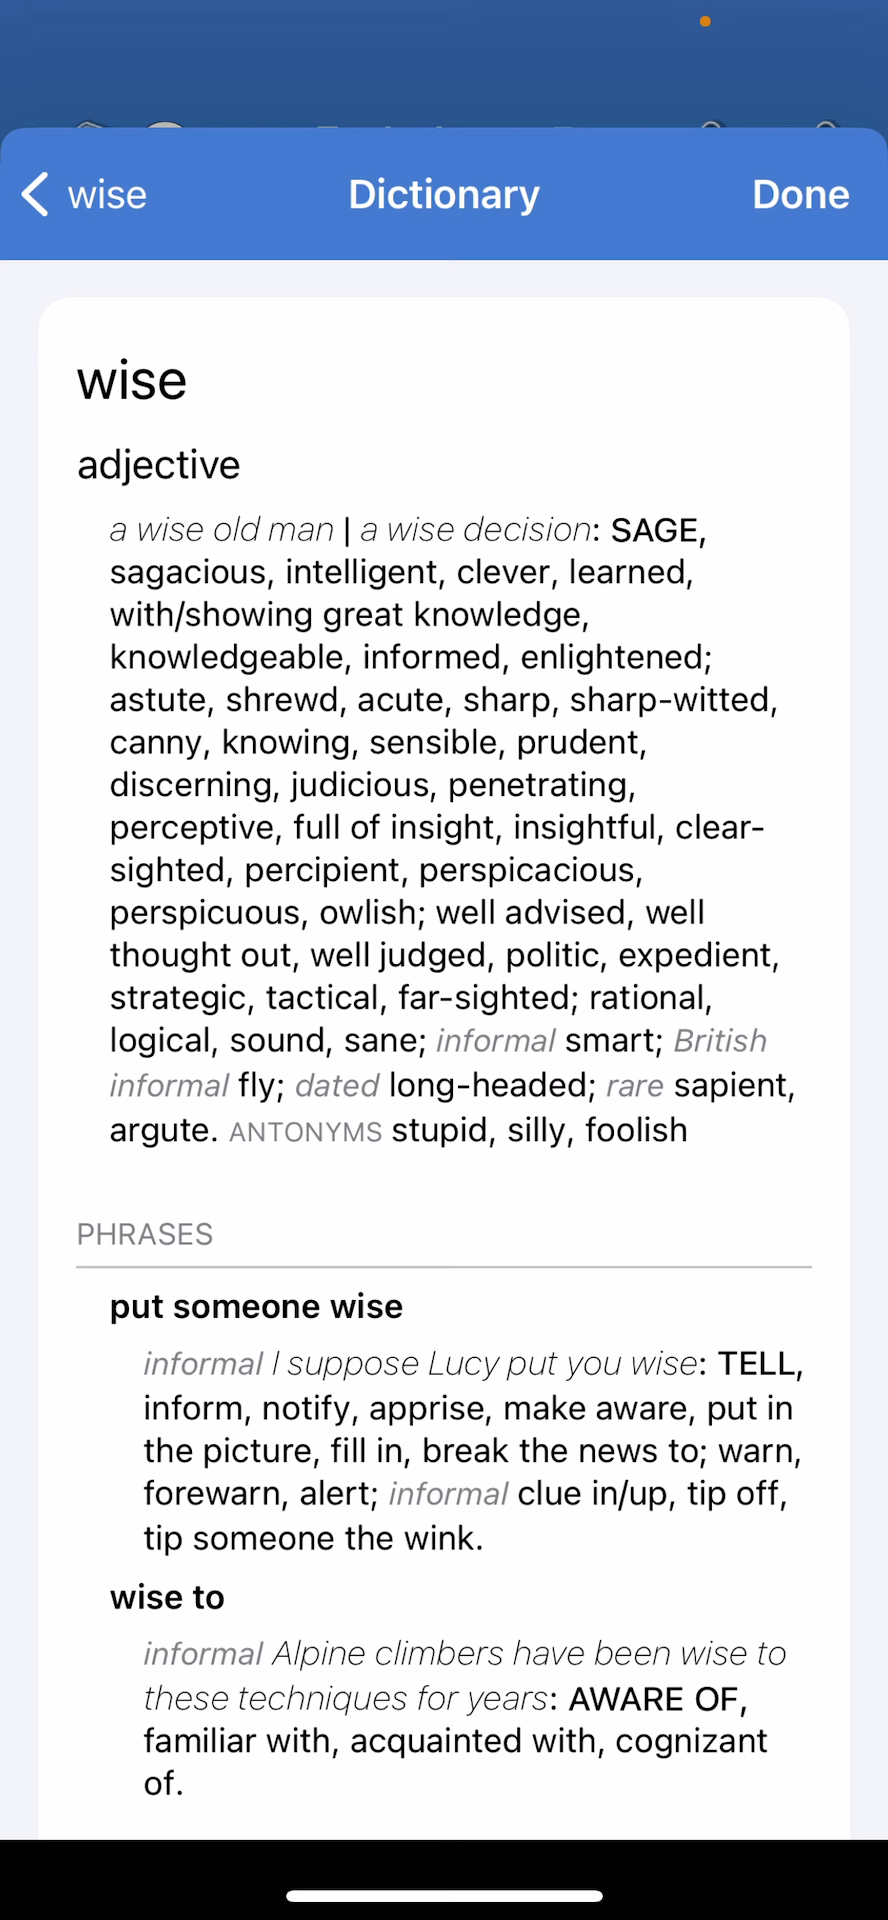 wise
Dictionary
Done
wise
adjective
a wise old man | a wise decision: SAGE,
sagacious, intelligent, clever, learned,
with/showing great knowledge,
knowledgeable, informed, enlightened;
astute, shrewd, acute, sharp, sharp-witted,
canny, knowing, sensible, prudent,
discerning, judicious, penetrating,
perceptive, full of insight, insightful, clear-
sighted, percipient, perspicacious,
perspicuous, owlish; well advised, well
thought out, well judged, politic, expedient,
strategic, tactical, far-sighted; rational,
logical, sound, sane; informal smart; British
informal fly; dated long-headed; rare sapient,
argute. ANTONYMS stupid, silly, foolish
PHRASES
put someone wise
informal I suppose Lucy put you wise: TELL,
inform, notify, apprise, make aware, put in
the picture, fill in, break the news to; warn,
forewarn, alert; informal clue in/up, tip off,
tip someone the wink.
wise to
informal Alpine climbers have been wise to
these techniques for years: AWARE OF,
familiar with, acquainted with, cognizant
of.